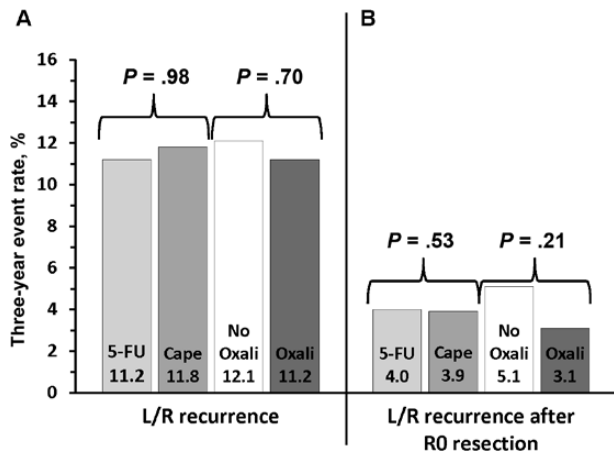 A
B
Three-year event rate, %
16
14
12
10
8
6
4
2
0
P = .98
P = .70
5-FU
11.2
Cape
11.8
No
Oxali
12.1
Oxali
11.2
L/R recurrence
P = .53
P = .21
5-FU
4.0
Cape
3.9
No
Oxali
5.1
Oxali
3.1
L/R recurrence after
R0 resection